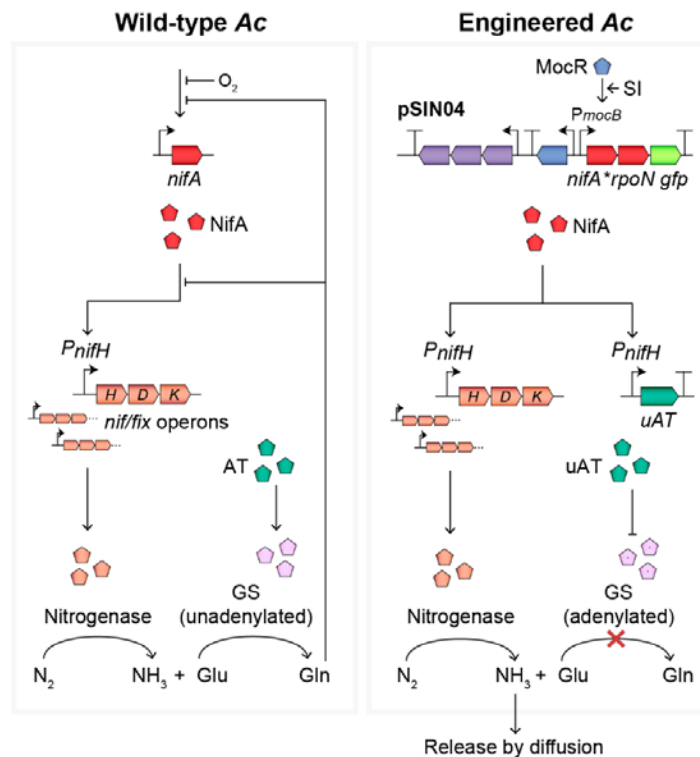 Wild-type Ac
O2
nifA
NifA
PnifH
H D K
nif/fix operons
AT
GS
Nitrogenase (unadenylated)
N2 NH3 + Glu Gln
Engineered Ac
MocR
SI
PmocB
pSIN04
nifA*rpoN gfp
NifA
PnifH PnifH
H D K
uAT
uAT
GS
Nitrogenase (adenylated)
N2 NH3 + Glu Gln
Release by diffusion